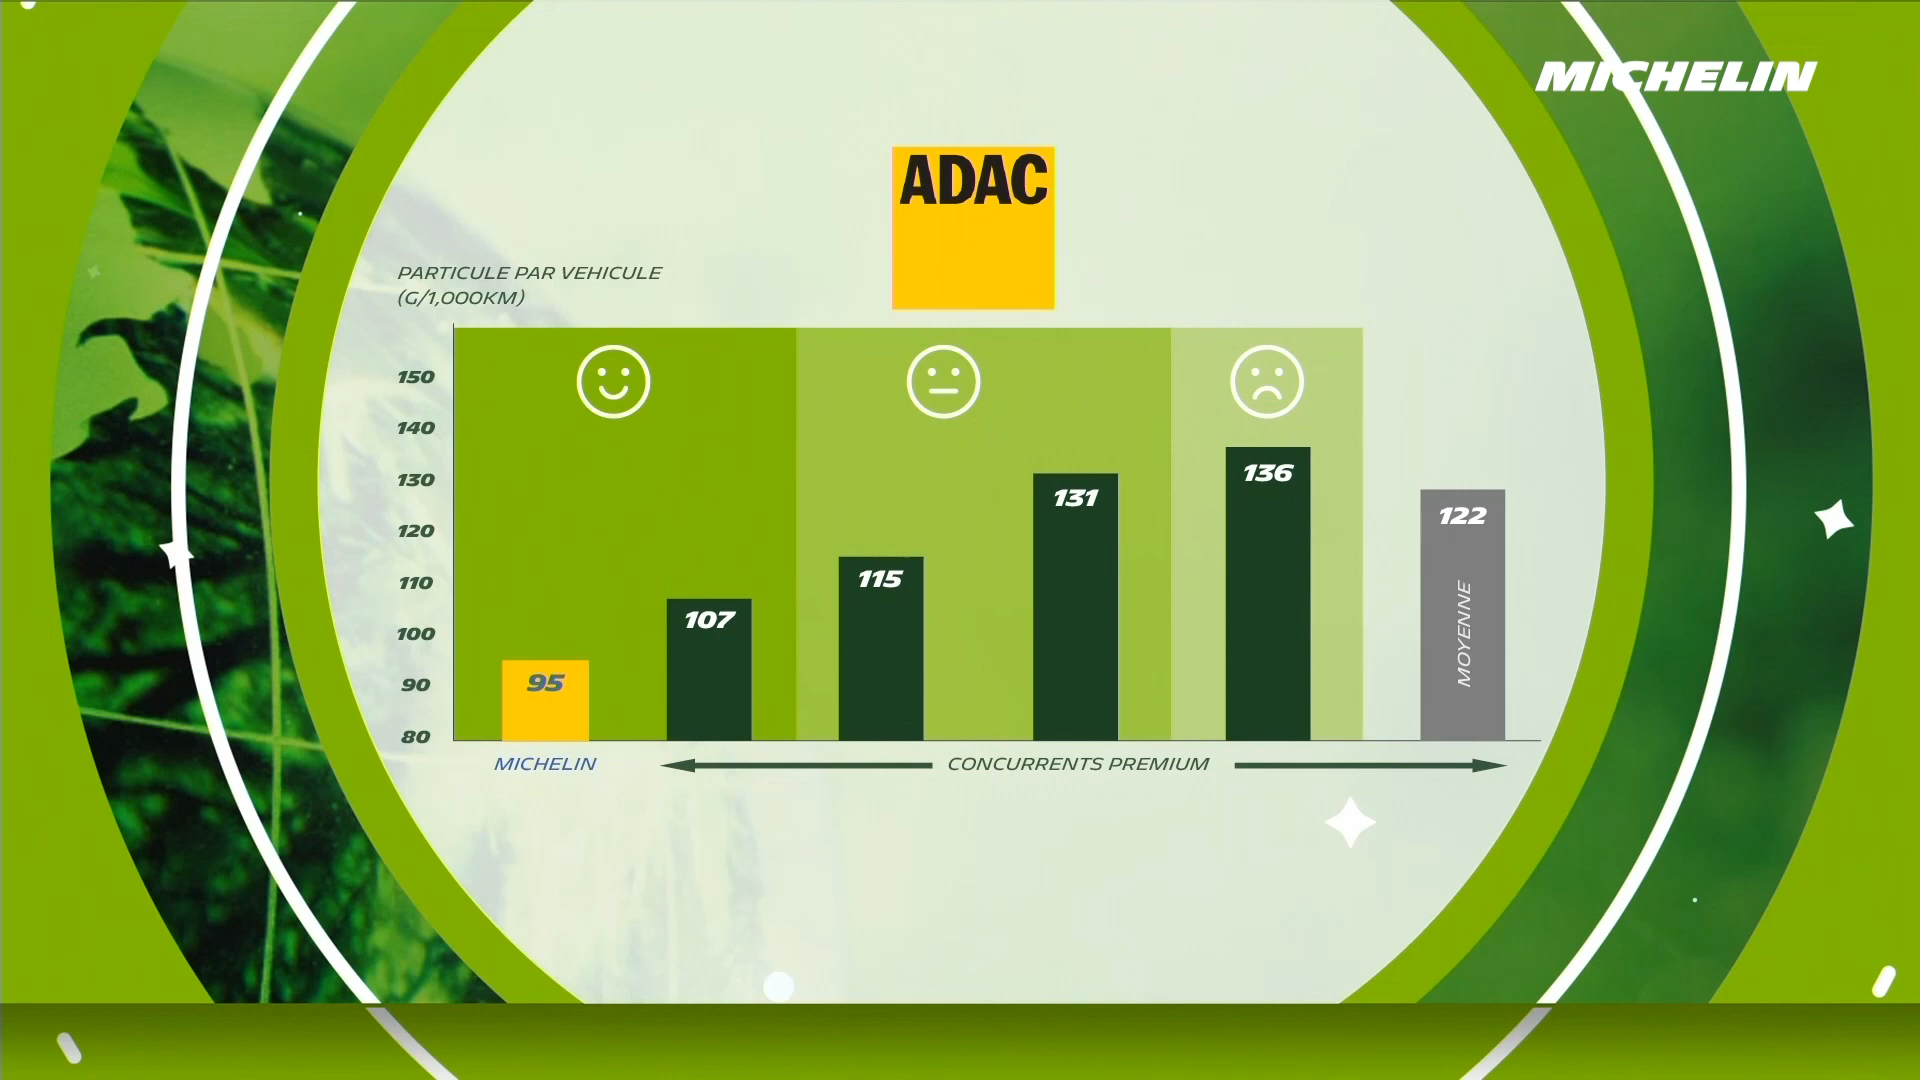 MICHELIN
ADAC
PARTICULE PAR VEHICULE
(G/1,000KM)
150
140
130
120
110
100
90
80
95
107
115
131
136
122
MOYENNE
MICHELIN
CONCURRENTS PREMIUM